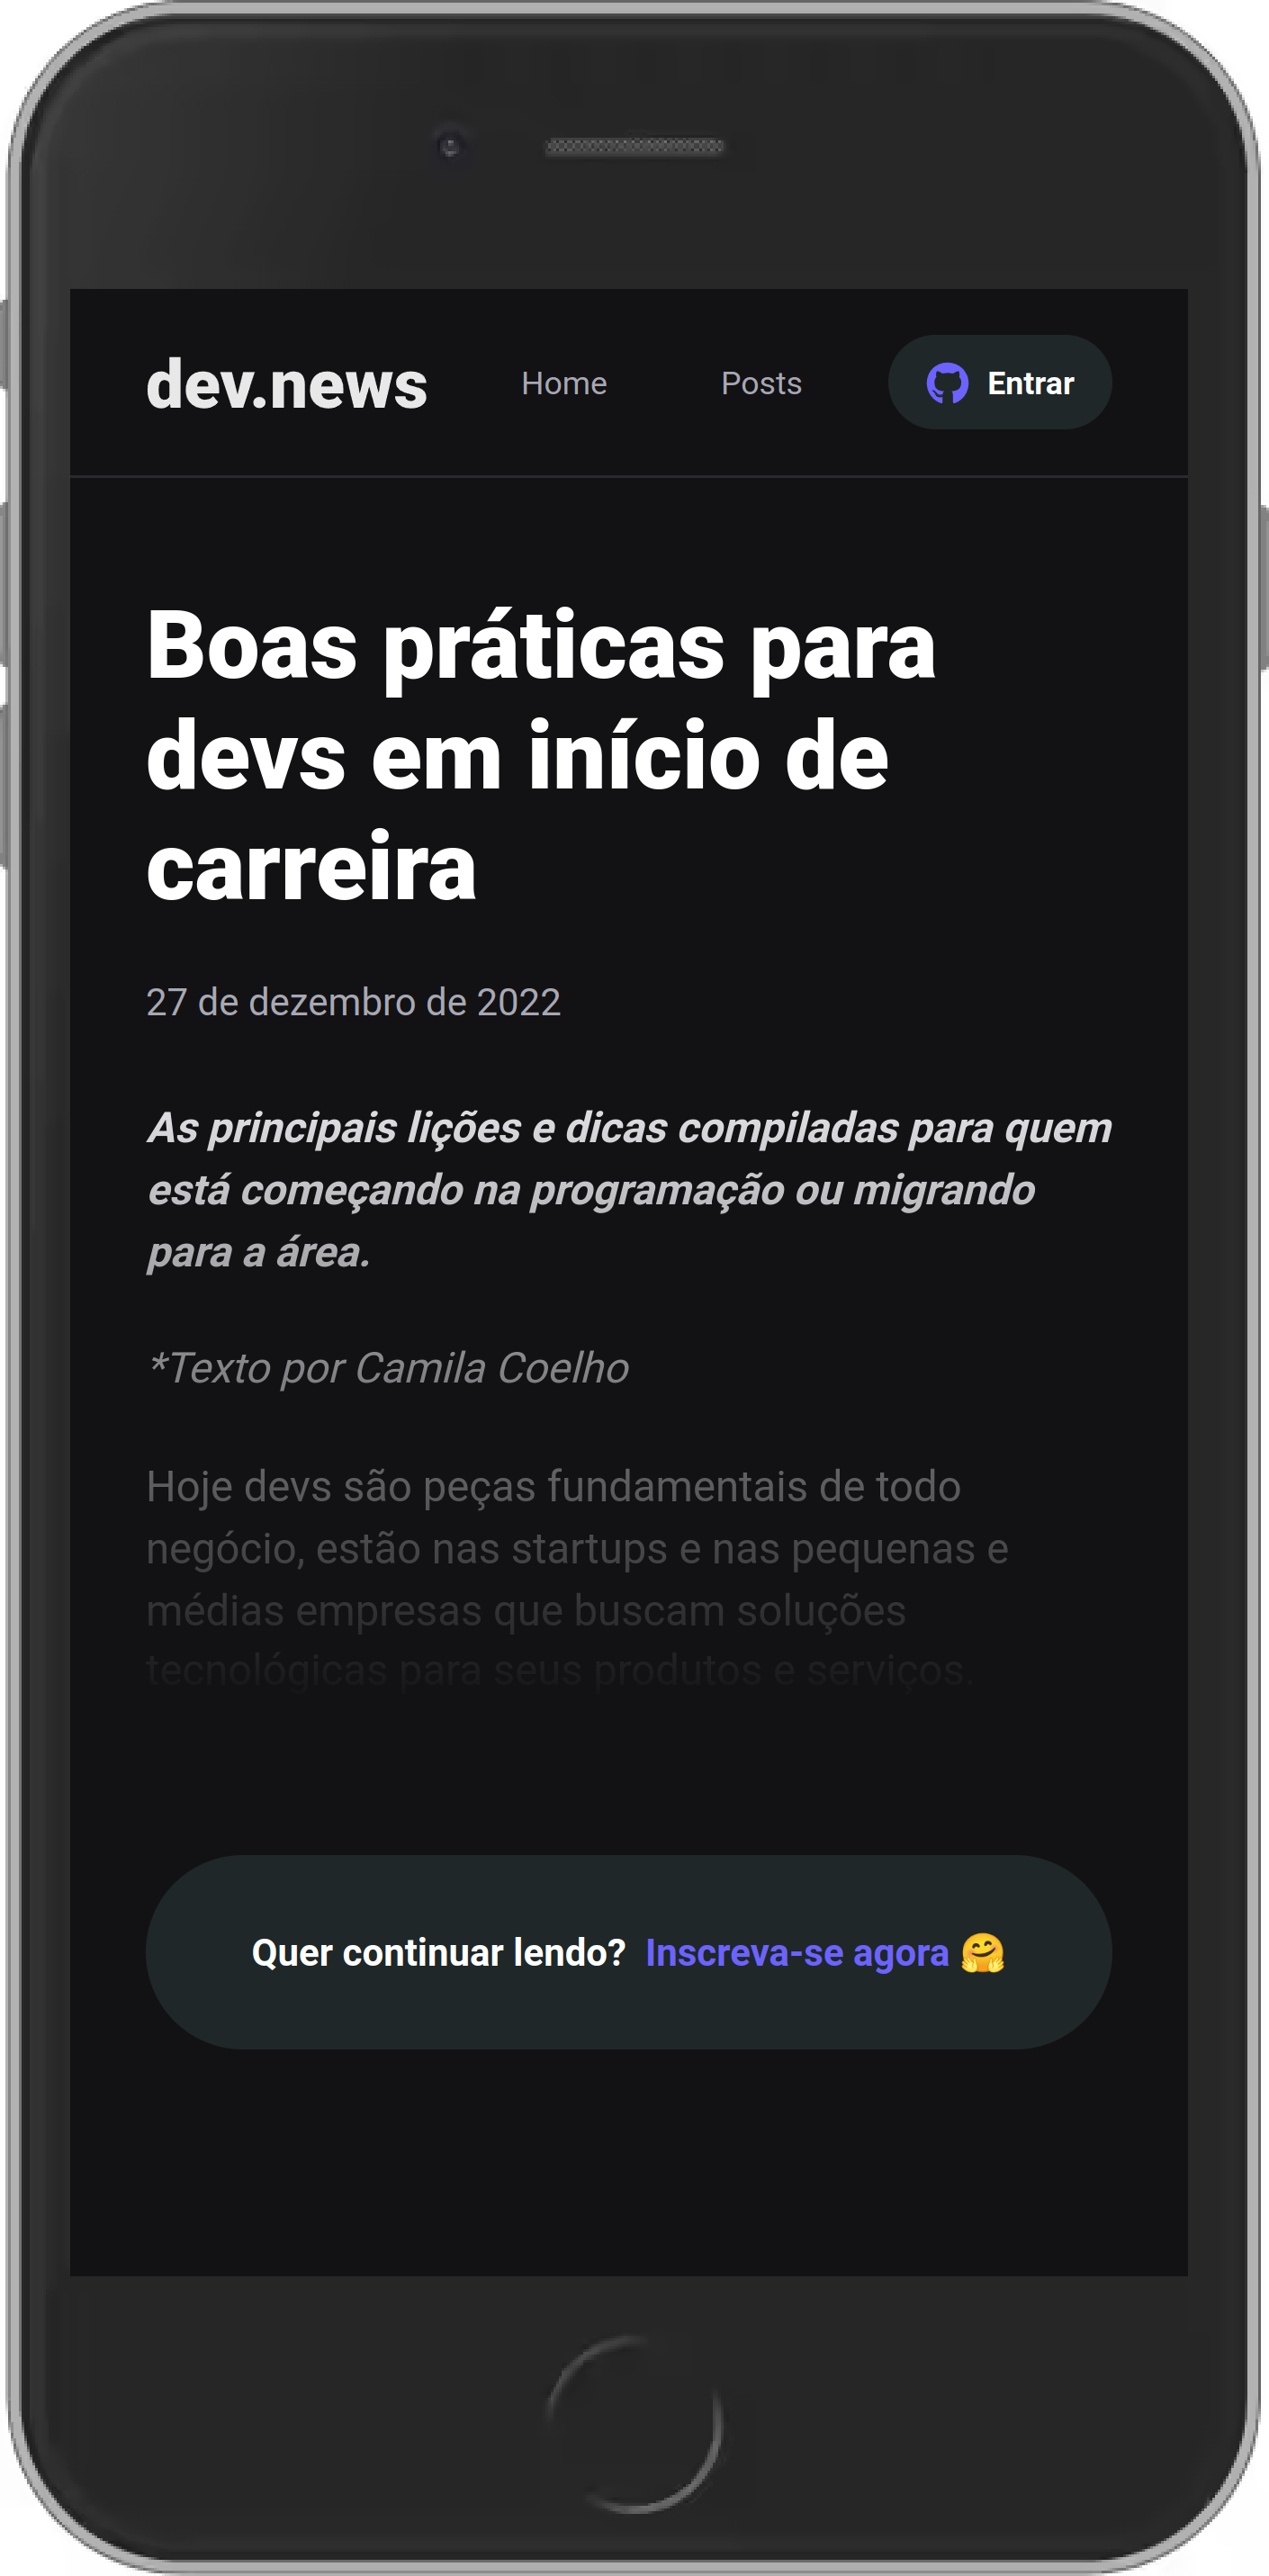 dev.news Home Posts Entrar
Boas práticas para
devs em início de
carreira
27 de dezembro de 2022
As principais lições e dicas compiladas para quem
está começando na programação ou migrando
para a área.
*Texto por Camila Coelho
Hoje devs são peças fundamentais de todo
negócio, estão nas startups e nas pequenas e
médias empresas que buscam soluções
tecnológicas para seus produtos e serviços.
Quer continuar lendo? Inscreva-se agora 🤗